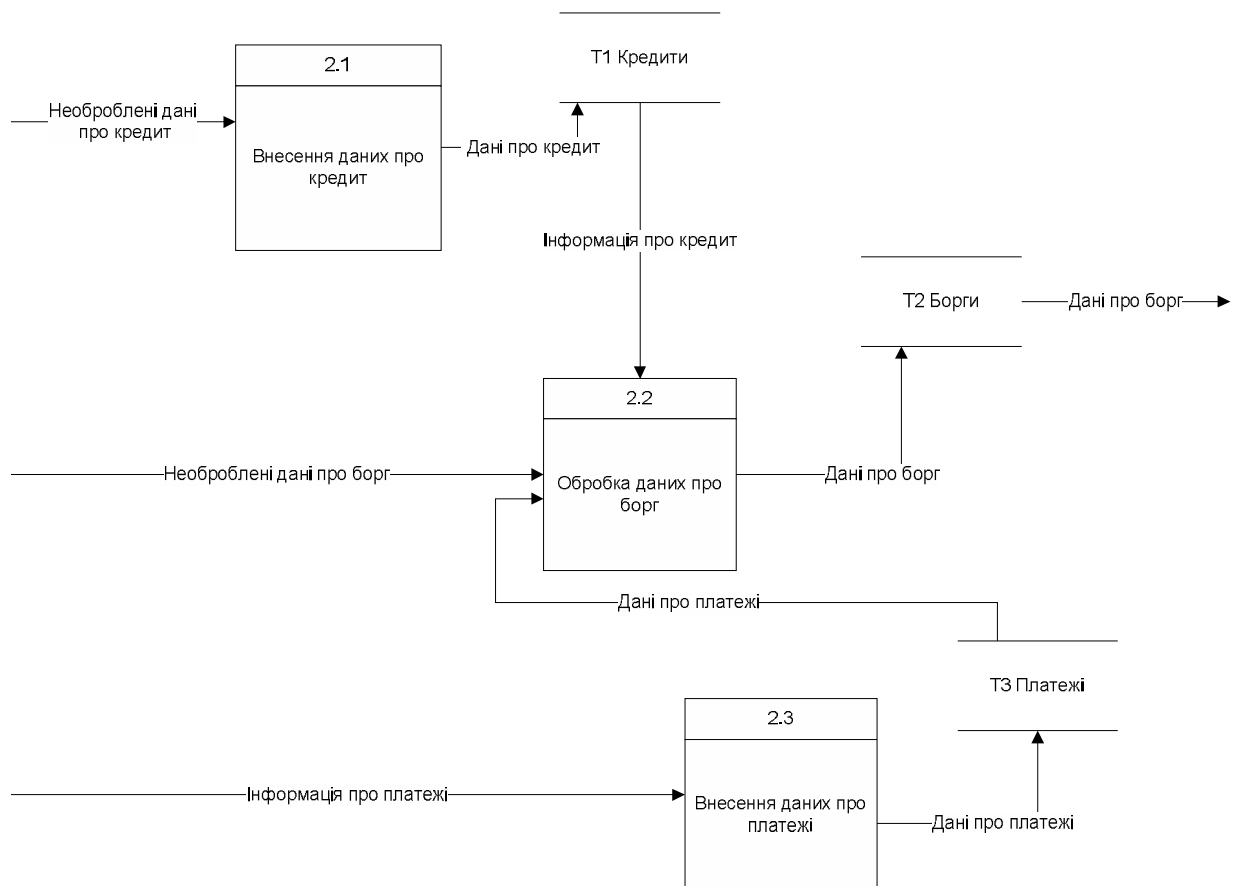 Т1 Кредити
2.1
Необроблені дані
про кредит
Дані про кредит
Внесення даних про
кредит
Інформація про кредит
Т2 Борги
Дані про борг
2.2
Необроблені дані про борг
Дані про борг
Обробка даних про
борг
Дані про платежі
Т3 Платежі
2.3
Інформація про платежі
Внесення даних про
платежі
Дані про платежі